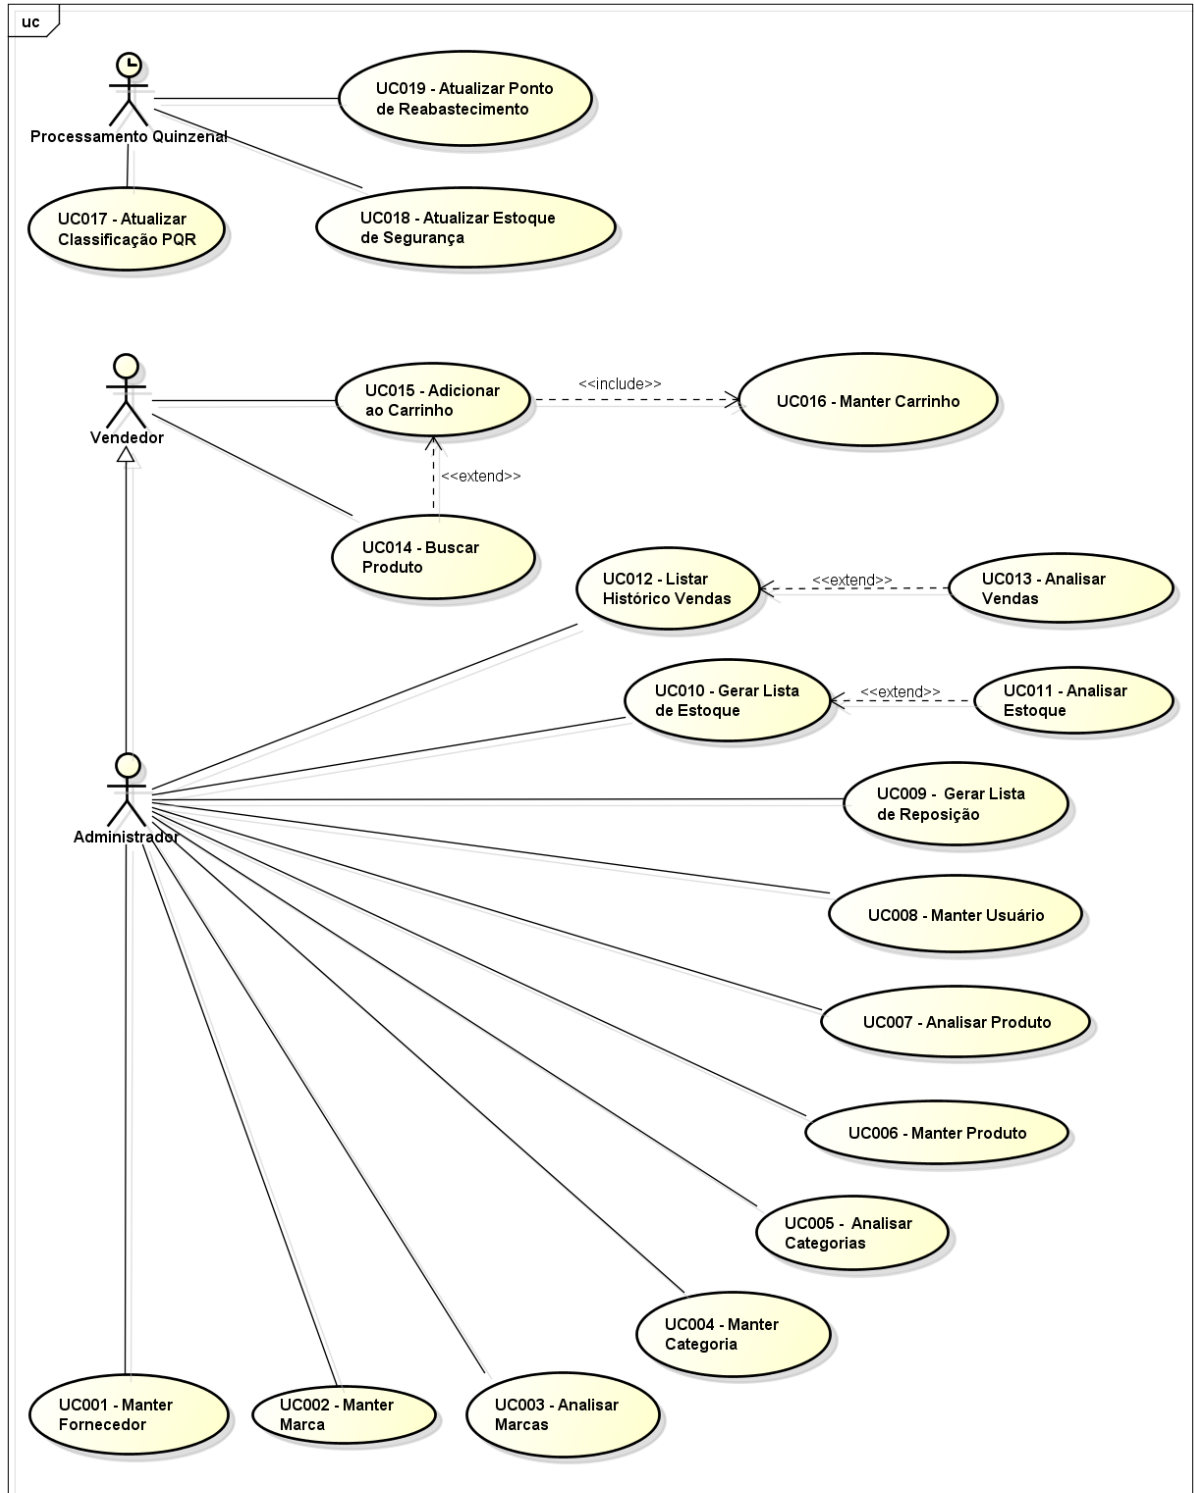 uc
UC019 - Atualizar Ponto
de Reabastecimento
Processamento Quinzenal
UC017 - Atualizar
Classificação PQR
UC018 - Atualizar Estoque
de Segurança
Vendedor
UC015 - Adicionar
ao Carrinho
<<include>>
UC016 - Manter Carrinho
<<extend>>
UC014 - Buscar
Produto
UC012 - Listar
Histórico Vendas
<<extend>>
UC013 - Analisar
Vendas
UC010 - Gerar Lista
de Estoque
<<extend>>
UC011 - Analisar
Estoque
Administrador
UC009 -  Gerar Lista
de Reposição
UC008 - Manter Usuário
UC007 - Analisar Produto
UC006 - Manter Produto
UC005 -  Analisar
Categorias
UC004 - Manter
Categoria
UC001 - Manter
Fornecedor
UC002 - Manter
Marca
UC003 - Analisar
Marcas